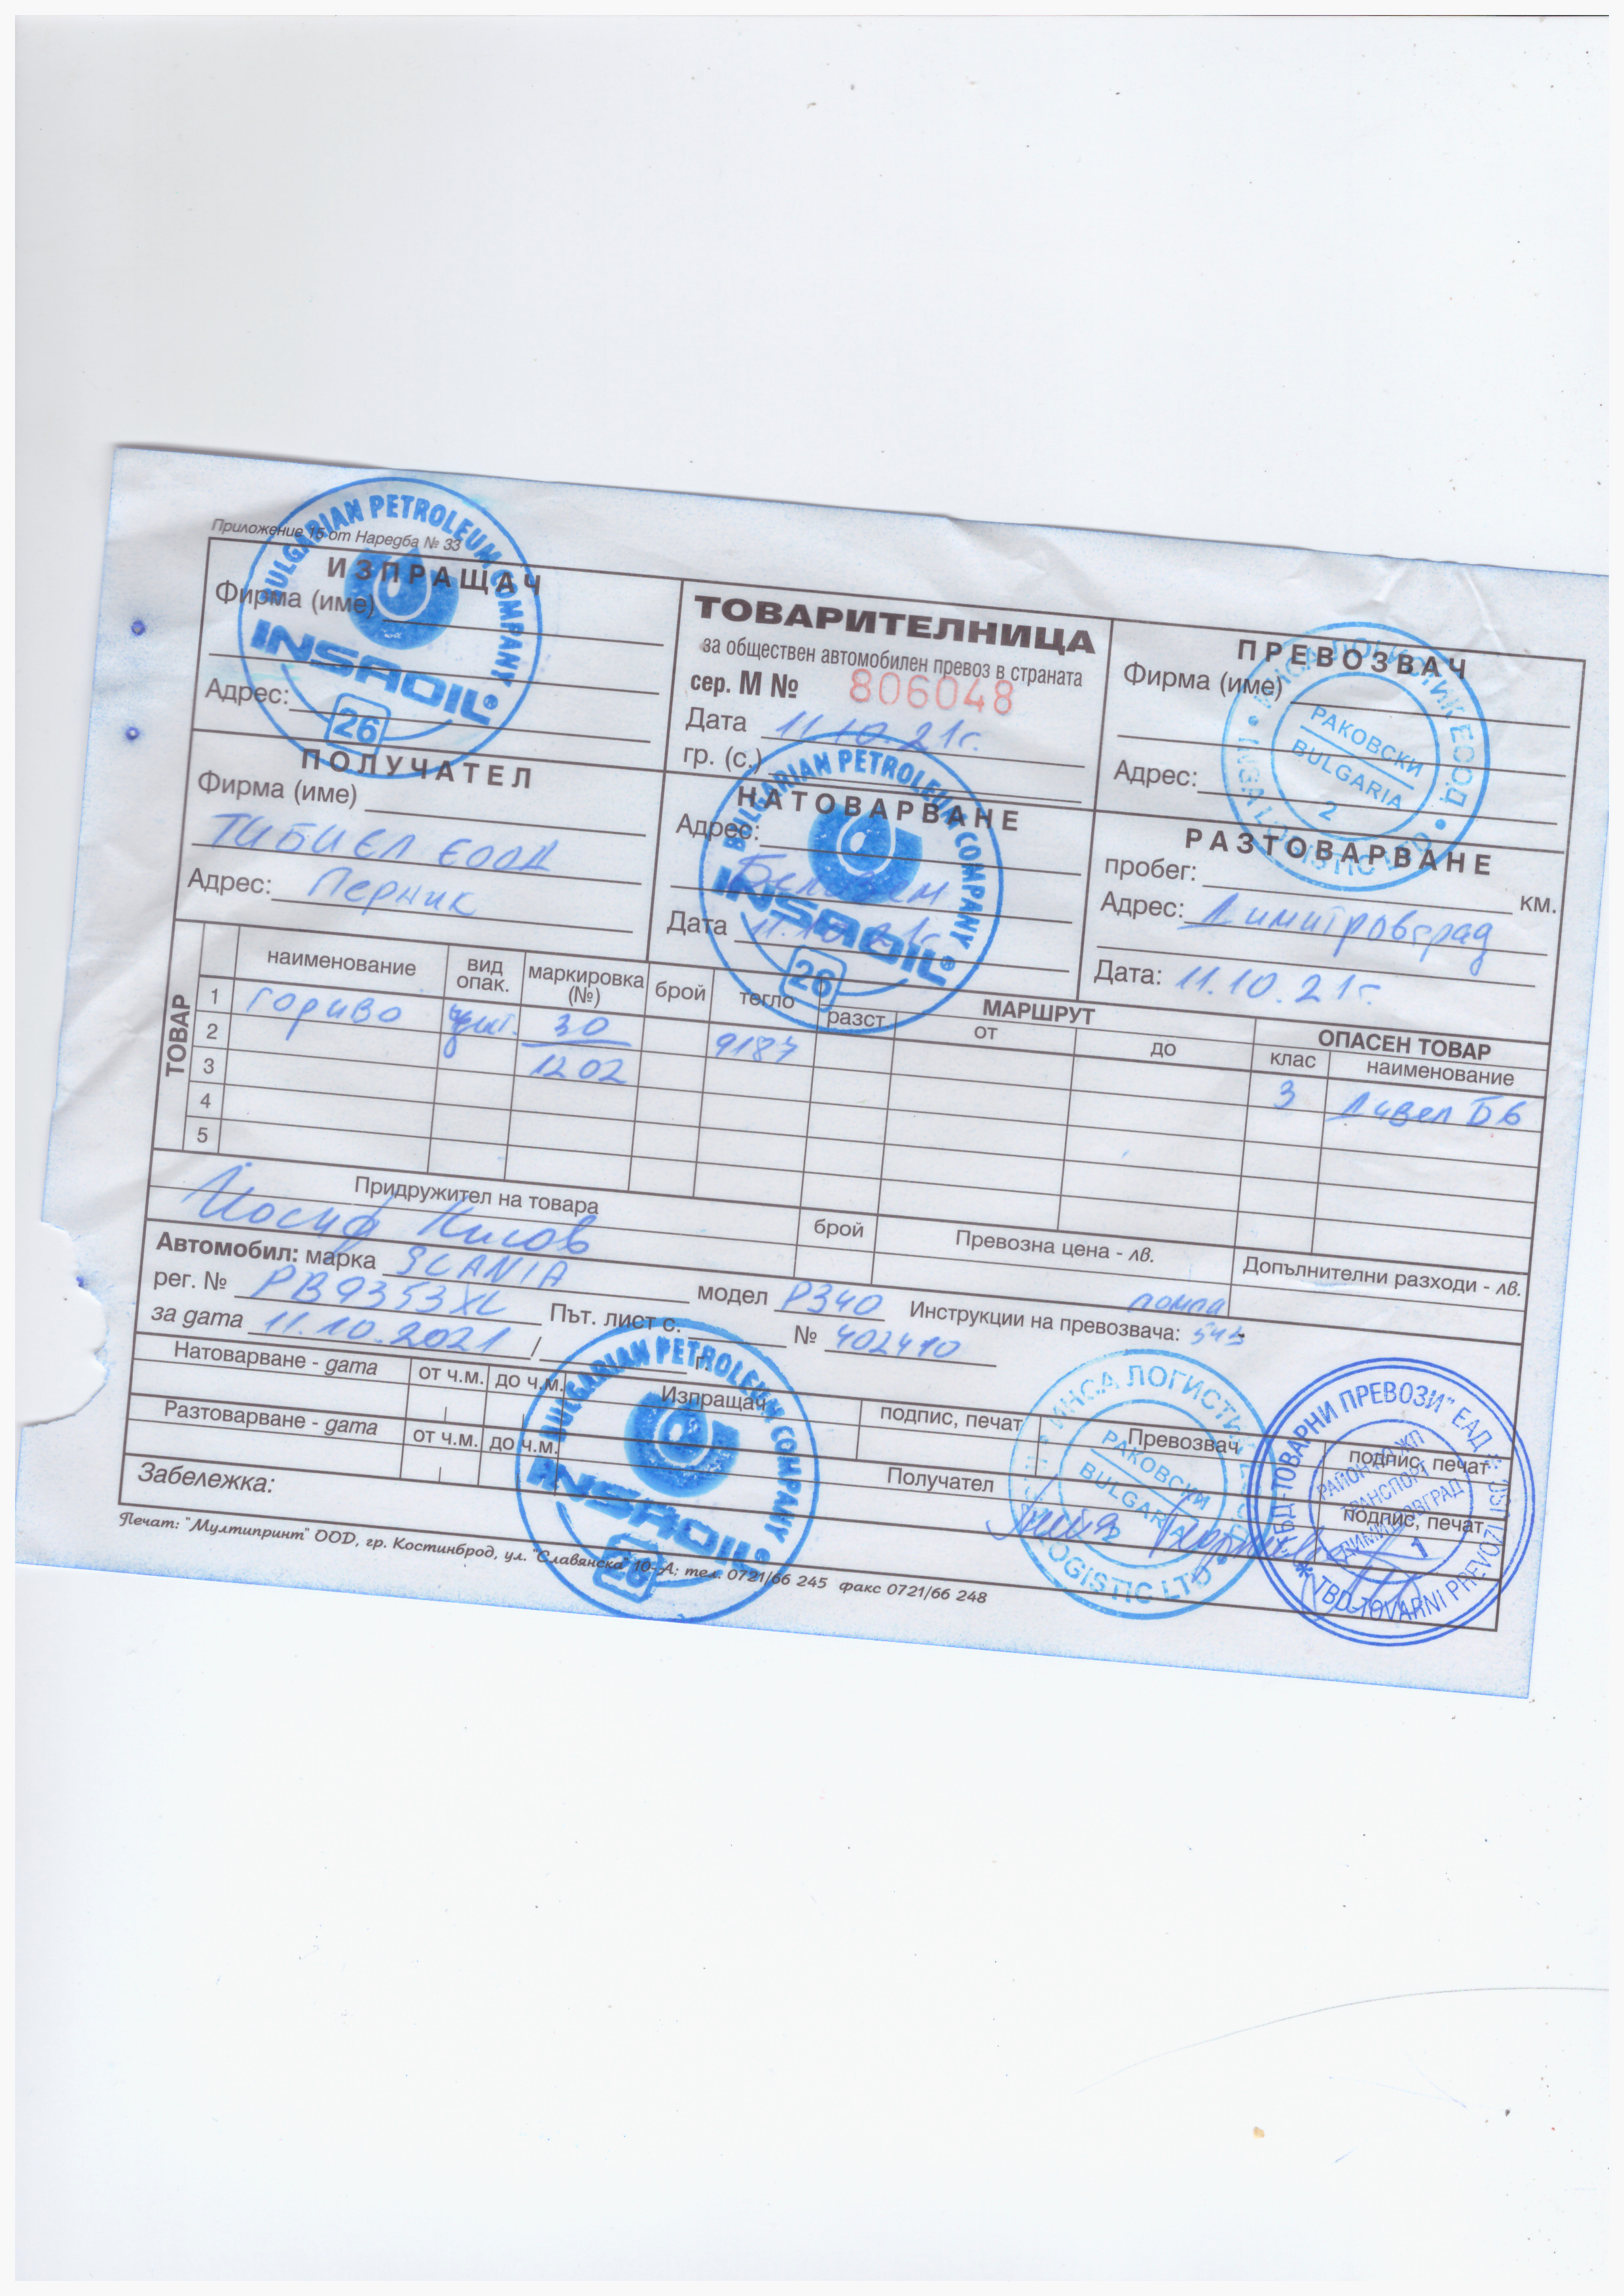 Приложение 15 от Наредба № 33
ИЗПРАЩАЧ
Фирма (име)
Адрес:
BULGARIAN PETROLEUM COMPANY
INSAOIL®
26
ТОВАРИТЕЛНИЦА
за обществен автомобилен превоз в страната
сер. М № 806048
Дата 11.10.21г.
гр. (с.)
ПРЕВОЗВАЧ
Фирма (име)
Адрес:
ИНСА ЛОГИСТИК ЕООД
INSA LOGISTIC LTD
РАКОВСКИ
BULGARIA
2
ПОЛУЧАТЕЛ
Фирма (име)
ТИБИЕЛ ЕООД
Адрес: Перник
НАТОВАРВАНЕ
Адрес:
Белозем
Дата 11.10.21г.
BULGARIAN PETROLEUM COMPANY
INSAOIL®
26
РАЗТОВАРВАНЕ
пробег: км.
Адрес: Димитровград
Дата: 11.10.21г.
ТОВАР
наименование вид опак. маркировка (№) брой тегло разст МАРШРУТ от до ОПАСЕН ТОВАР клас наименование
1 гориво цист. 30 9187 3 Дизел Б6
2 1202
3
4
5
Придружител на товара
Йосиф
брой Превозна цена - лв. Допълнителни разходи - лв.
Автомобил: марка SCANIA модел P340 Инструкции на превозвача: помпа
рег. № PB9353XL Път. лист с. № 402410
за дата 11.10.2021 / г.
Натоварване - дата от ч.м. до ч.м. Изпращач подпис, печат Превозвач подпис, печат
Разтоварване - дата от ч.м. до ч.м. Получател подпис, печат
Забележка:
BULGARIAN PETROLEUM COMPANY
INSAOIL®
26
ИНСА ЛОГИСТИК ЕООД
LOGISTIC LTD
РАКОВСКИ
BULGARIA
2
"ТБД-ТОВАРНИ ПРЕВОЗИ" ЕАД
TBD-TOVARNI PREVOZI
РАЙОН ПО ЖП
ТРАНСПОРТ
ДИМИТРОВГРАД
1
Печат: "Мултипринт" ООД, гр. Костинброд, ул. "Славянска" 10-А; тел. 0721/66 245 факс 0721/66 248